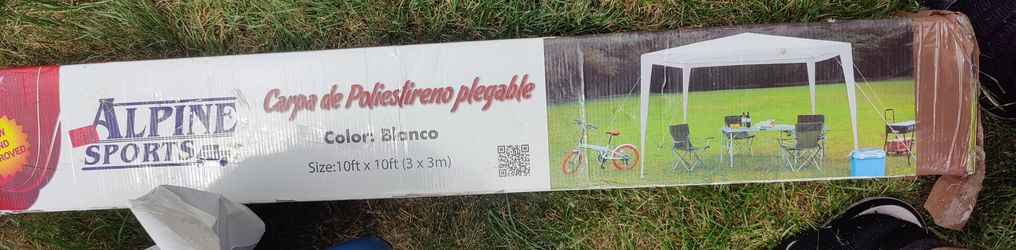 ALPINE
SPORTS
Carpa de Poliestireno plegable
Color: Blanco
Size:10ft x 10ft (3 x 3m)